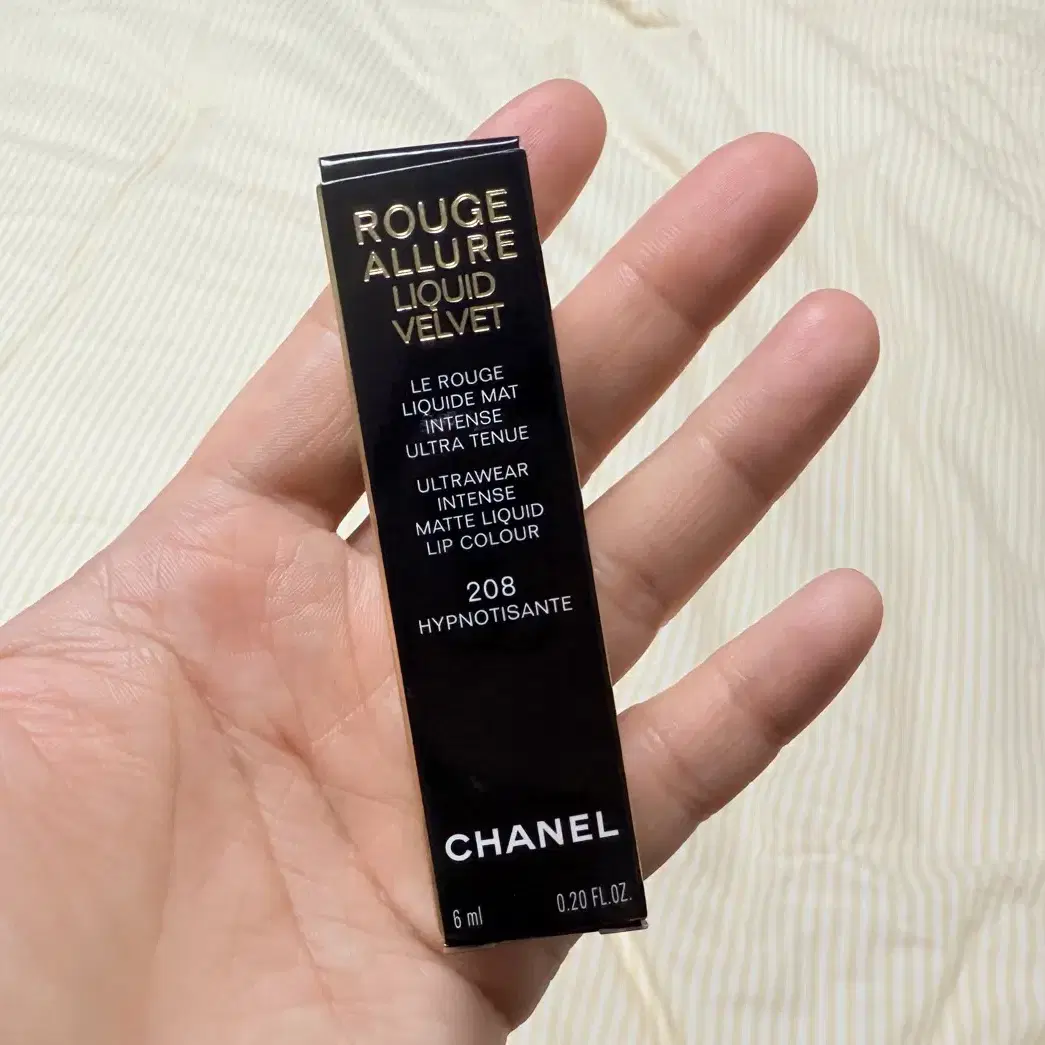 ROUGE
ALLURE
LIQUID
VELVET
LE ROUGE
LIQUIDE MAT
INTENSE
ULTRA TENUE
ULTRAWEAR
INTENSE
MATTE LIQUID
LIP COLOUR
208
HYPNOTISANTE
CHANEL
6 ml 0.20 FL.OZ.